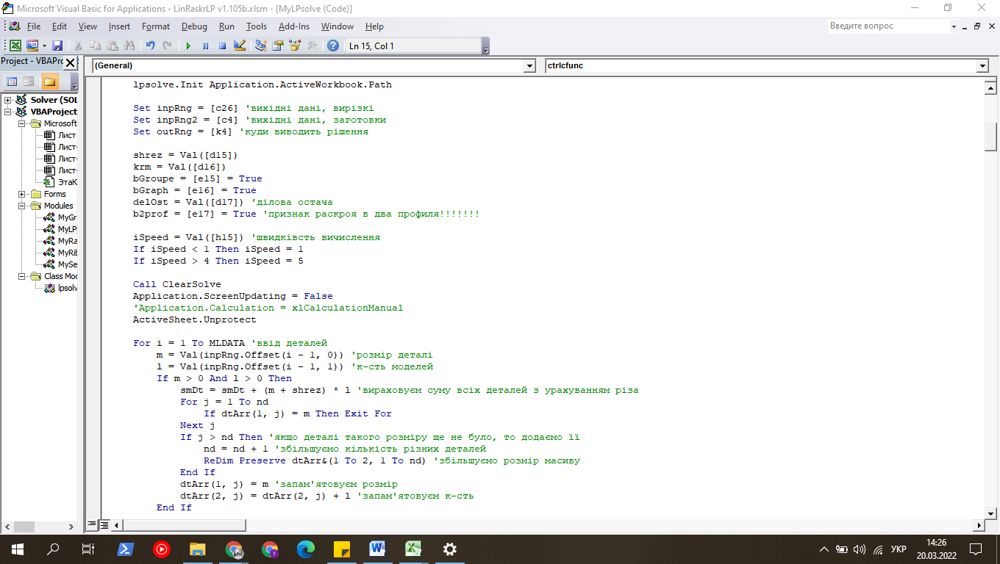 Microsoft Visual Basic for Applications - LinRaskrLP v1.105b.xlsm - [MyLPsolve (Code)]
File Edit View Insert Format Debug Run Tools Add-Ins Window Help
Введите вопрос
Ln 15, Col 1
Project - VBAPro
(General)
ctrlcfunc
Solver (SOL
VBAProject
Microsoft
Лист
Лист
Лист
Лист
ЭтаК
Forms
Modules
MyGr
MyLP
MyRa
MyRib
MySe
Class Mod
lpsolv
lpsolve.Init Application.ActiveWorkbook.Path
Set inpRng = [c26] 'вихідні дані, вирізкі
Set inpRng2 = [c4] 'вихідні дані, заготовки
Set outRng = [k4] 'куди виводить рішення
shrez = Val([d15])
krm = Val([d16])
bGroupe = [e15] = True
bGraph = [e16] = True
delOst = Val([d17]) 'ділова остача
b2prof = [e17] = True 'признак раскроя в два профиля!!!!!!!
iSpeed = Val([h15]) 'швидківсть вичислення
If iSpeed < 1 Then iSpeed = 1
If iSpeed > 4 Then iSpeed = 5
Call ClearSolve
Application.ScreenUpdating = False
'Application.Calculation = xlCalculationManual
ActiveSheet.Unprotect
For i = 1 To MLDATA 'ввід деталей
m = Val(inpRng.Offset(i - 1, 0)) 'розмір деталі
l = Val(inpRng.Offset(i - 1, 1)) 'к-сть моделей
If m > 0 And l > 0 Then
smDt = smDt + (m + shrez) * l 'вираховуєм суму всіх деталей з урахуванням різа
For j = 1 To nd
If dtArr(1, j) = m Then Exit For
Next j
If j > nd Then 'якшо деталі такого розміру ще не було, то додаємо її
nd = nd + 1 'збільшуємо кількість різних деталей
ReDim Preserve dtArr&(1 To 2, 1 To nd) 'збільшуємо розмір масиву
End If
dtArr(1, j) = m 'запам'ятовуєм розмір
dtArr(2, j) = dtArr(2, j) + l 'запам'ятовуєм к-сть
End If
УКР
14:26
20.03.2022